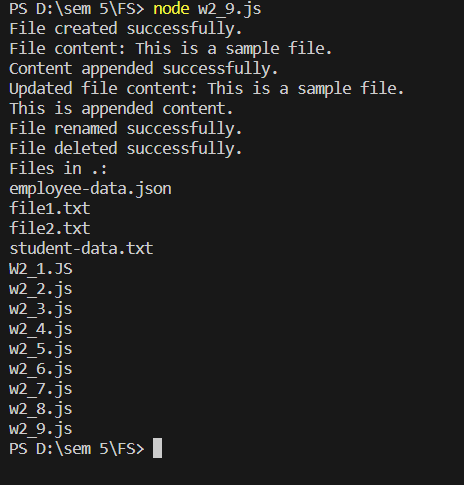 PS D:\sem 5\FS> node w2_9.js
File created successfully.
File content: This is a sample file.
Content appended successfully.
Updated file content: This is a sample file.
This is appended content.
File renamed successfully.
File deleted successfully.
Files in .:
employee-data.json
file1.txt
file2.txt
student-data.txt
W2_1.JS
w2_2.js
w2_3.js
w2_4.js
w2_5.js
w2_6.js
w2_7.js
w2_8.js
w2_9.js
PS D:\sem 5\FS>